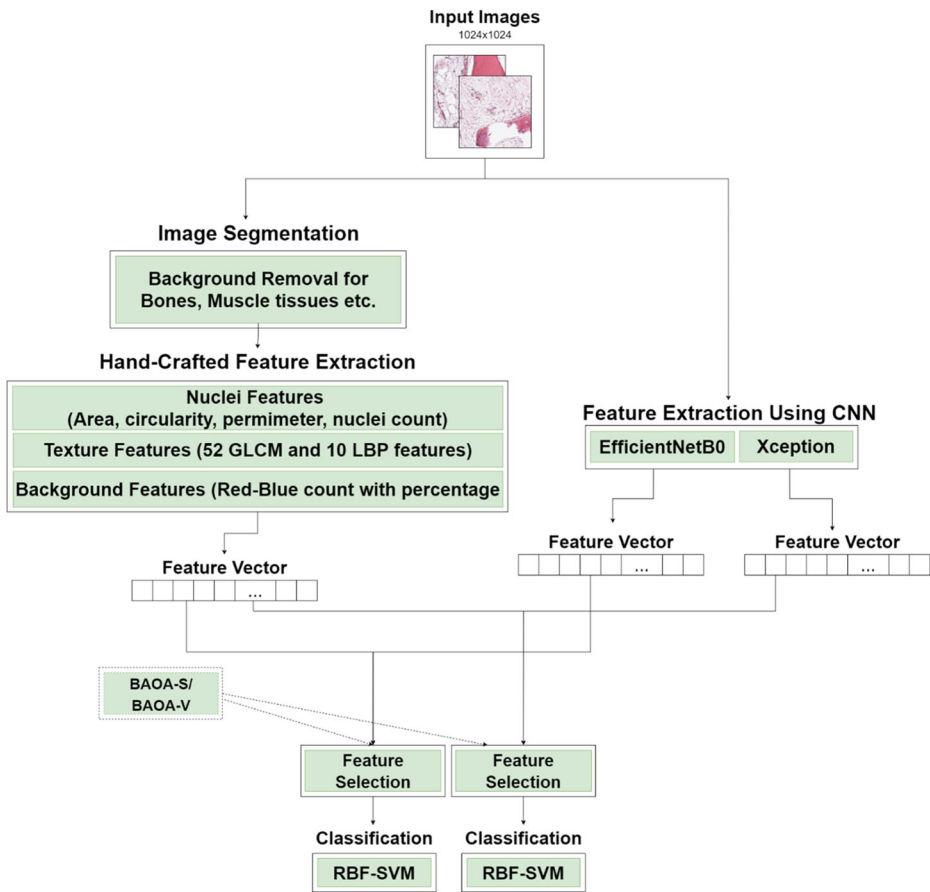 Input Images
1024x1024
Image Segmentation
Background Removal for
Bones, Muscle tissues etc.
Hand-Crafted Feature Extraction
Nuclei Features
(Area, circularity, permimeter, nuclei count)
Texture Features (52 GLCM and 10 LBP features)
Background Features (Red-Blue count with percentage
Feature Extraction Using CNN
EfficientNetB0
Xception
Feature Vector
...
Feature Vector
...
Feature Vector
...
BAOA-S/
BAOA-V
Feature
Selection
Feature
Selection
Classification
Classification
RBF-SVM
RBF-SVM